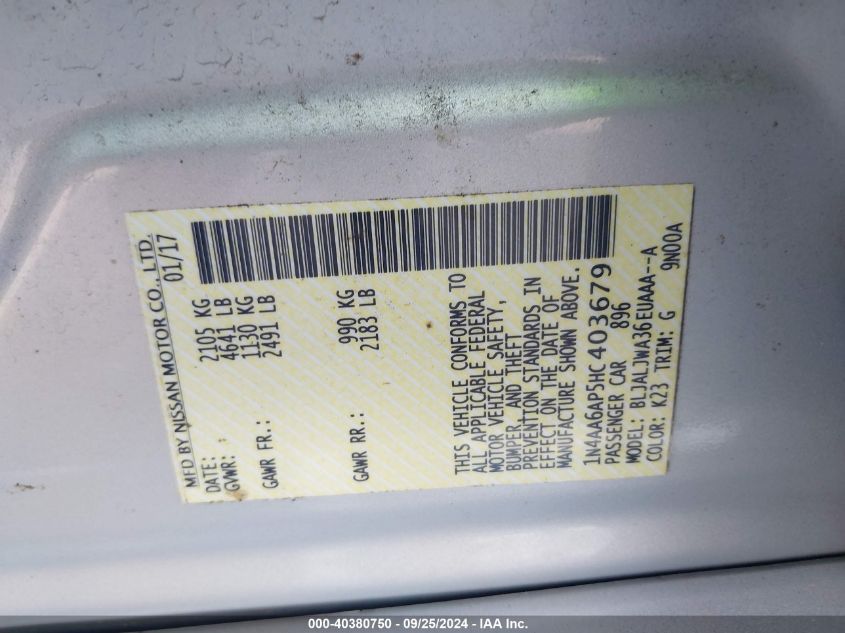 MFD BY NISSAN MOTOR CO., LTD.
DATE: 01/17
GVWR: 2105 KG
4641 LB
GAWR FR.: 1130 KG
2491 LB
GAWR RR.: 990 KG
2183 LB
THIS VEHICLE CONFORMS TO
ALL APPLICABLE FEDERAL
MOTOR VEHICLE SAFETY,
BUMPER, AND THEFT
PREVENTION STANDARDS IN
EFFECT ON THE DATE OF
MANUFACTURE SHOWN ABOVE.
1N4AA6AP5HC403679
PASSENGER CAR 896
MODEL: BLJALJWA36EUAAA--A
COLOR: K23 TRIM: G 9N00A
000-40380750 - 09/25/2024 - IAA Inc.